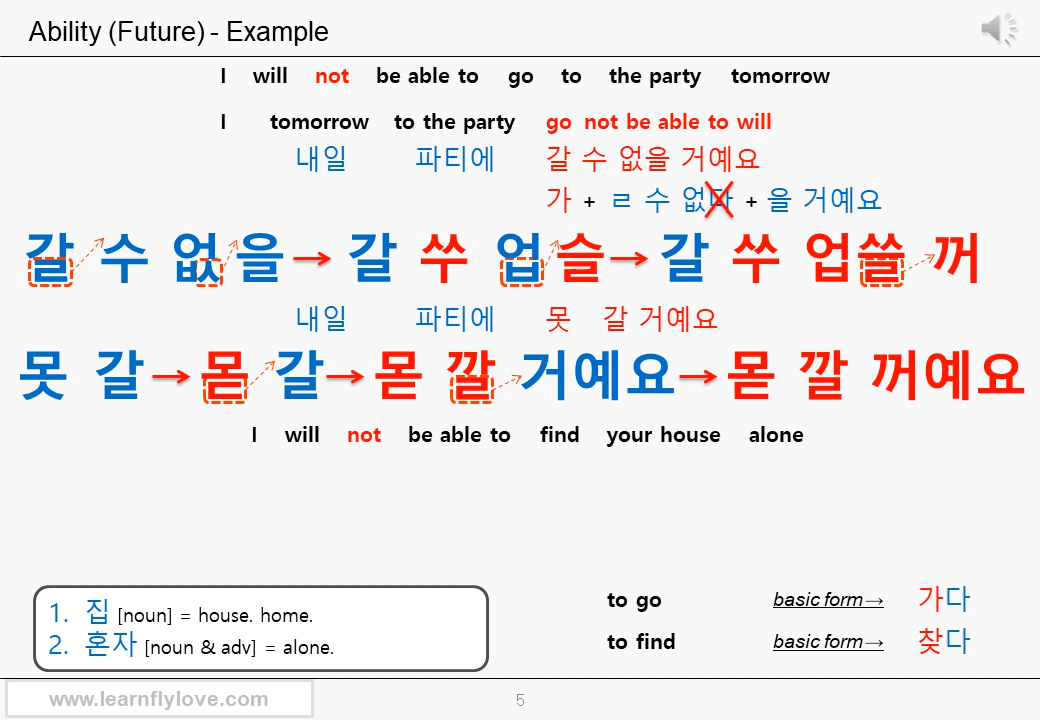 Ability (Future) - Example
I will not be able to go to the party tomorrow
I tomorrow to the party go not be able to will
내일 파티에 갈 수 없을 거예요
가 + ㄹ 수 없다 + 을 거예요
갈 수 없을 → 갈 쑤 업슬 → 갈 쑤 업쓸 꺼
내일 파티에 못 갈 거예요
못 갈 → 몯 갈 → 몯 깔 거예요 → 몯 깔 꺼예요
I will not be able to find your house alone
1. 집 [noun] = house. home.
2. 혼자 [noun & adv] = alone.
to go basic form→ 가다
to find basic form→ 찾다
www.learnflylove.com
5